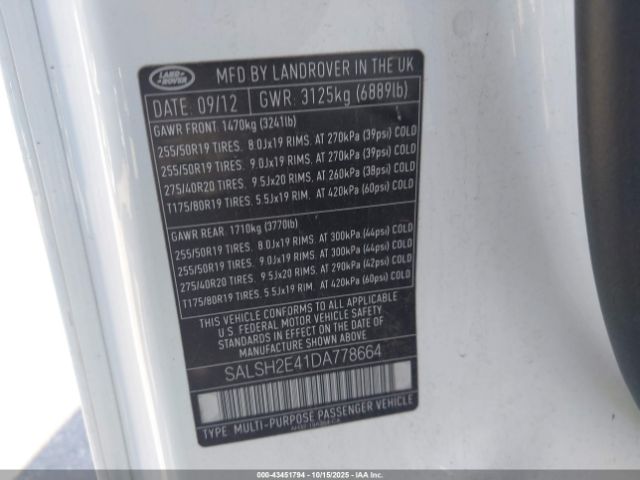 LAND
ROVER
MFD BY LANDROVER IN THE UK
DATE: 09/12 GWR: 3125kg (6889lb)
GAWR FRONT: 1470kg (3241lb)
255/50R19 TIRES. 8.0Jx19 RIMS. AT 270kPa (39psi) COLD
255/50R19 TIRES. 9.0Jx19 RIMS. AT 270kPa (39psi) COLD
275/40R20 TIRES. 9.5Jx20 RIMS. AT 260kPa (38psi) COLD
T175/80R19 TIRES. 5.5Jx19 RIM. AT 420kPa (60psi) COLD
GAWR REAR: 1710kg (3770lb)
255/50R19 TIRES. 8.0Jx19 RIMS. AT 300kPa (44psi) COLD
255/50R19 TIRES. 9.0Jx19 RIMS. AT 300kPa (44psi) COLD
275/40R20 TIRES. 9.5Jx20 RIMS. AT 290kPa (42psi) COLD
T175/80R19 TIRES. 5.5Jx19 RIM. AT 420kPa (60psi) COLD
THIS VEHICLE CONFORMS TO ALL APPLICABLE
U.S. FEDERAL MOTOR VEHICLE SAFETY
STANDARDS IN EFFECT ON THE DATE OF
MANUFACTURE SHOWN ABOVE
SALSH2E41DA778664
TYPE: MULTI-PURPOSE PASSENGER VEHICLE
000-43451794 - 10/15/2025 - IAAI.com